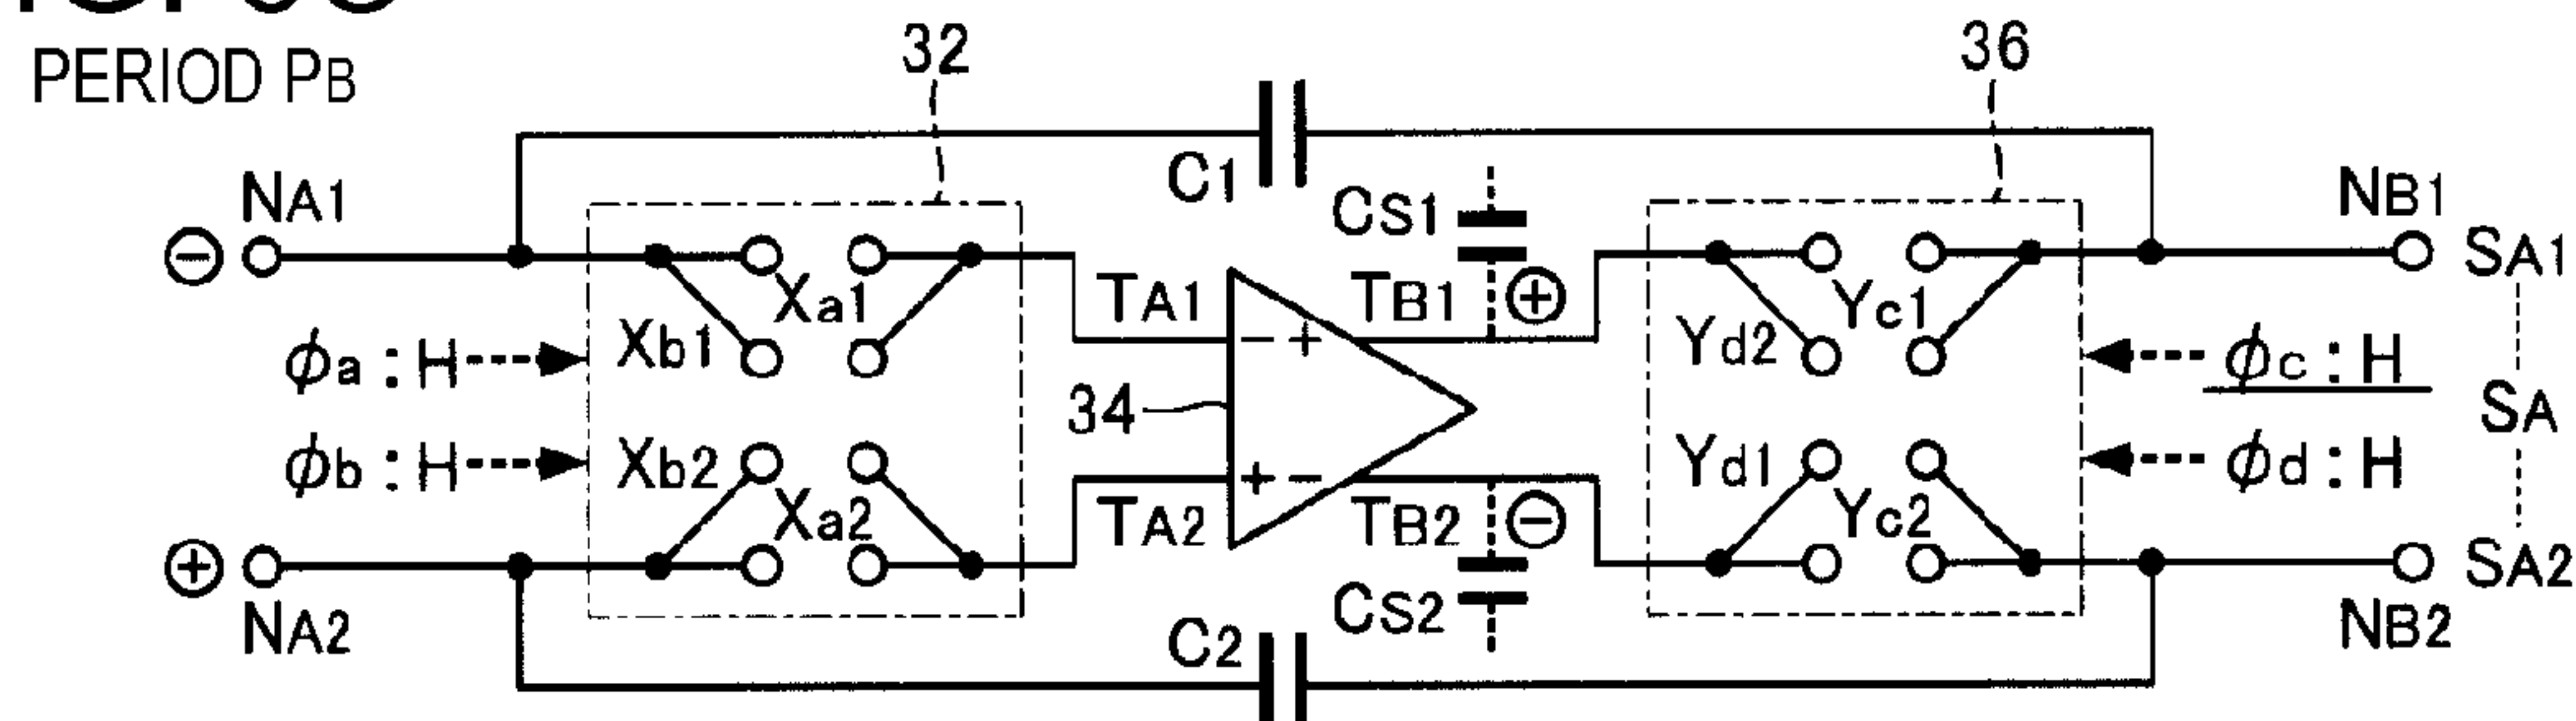 PERIOD PB
32
36
C1
NA1
CS1
NB1
SA1
Xa1
TA1
TB1
Yc1
Xb1
Yd2
ϕa : H
ϕc : H
- +
34
SA
ϕb : H
Xb2
Yd1
ϕd : H
+ -
Xa2
TA2
TB2
Yc2
SA2
NA2
CS2
NB2
C2